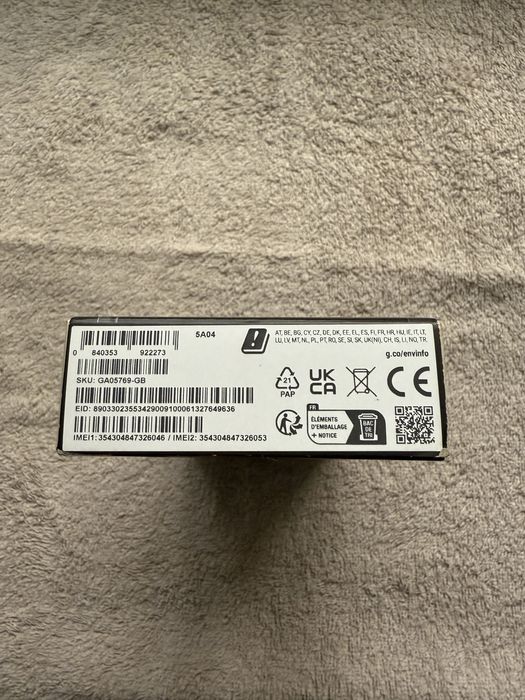 5A04
0 840353 922273
SKU: GA05769-GB
EID: 89033023553429009100061327649636
IMEI1: 354304847326046 / IMEI2: 354304847326053
AT, BE, BG, CY, CZ, DE, DK, EE, EL, ES, FI, FR, HR, HU, IE, IT, LT,
LU, LV, MT, NL, PL, PT, RO, SE, SI, SK, UK(NI), CH, IS, LI, NO, TR.
g.co/envinfo
21
PAP
UK
CA
CE
FR
ÉLÉMENTS
D'EMBALLAGE
+ NOTICE
BAC
DE
TRI